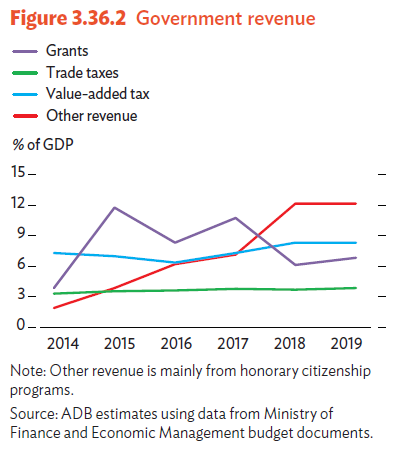 Figure 3.36.2 Government revenue
Grants
Trade taxes
Value-added tax
Other revenue
% of GDP
15
12
9
6
3
0
2014 2015 2016 2017 2018 2019
Note: Other revenue is mainly from honorary citizenship
programs.
Source: ADB estimates using data from Ministry of
Finance and Economic Management budget documents.